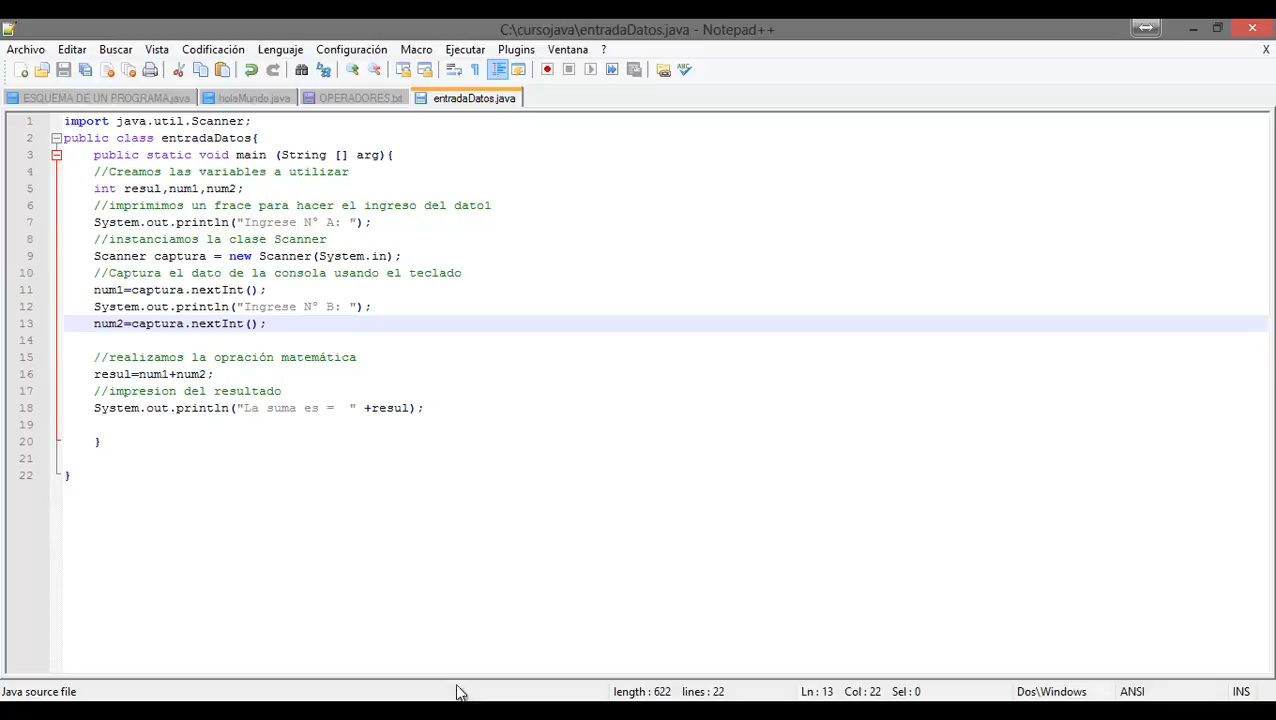 C:\cursojava\entradaDatos.java - Notepad++
Archivo Editar Buscar Vista Codificación Lenguaje Configuración Macro Ejecutar Plugins Ventana ? X
ESQUEMA DE UN PROGRAMA.java holaMundo.java OPERADORES.txt entradaDatos.java
1 import java.util.Scanner;
2 public class entradaDatos{
3 public static void main (String [] arg){
4 //Creamos las variables a utilizar
5 int resul,num1,num2;
6 //imprimimos un frace para hacer el ingreso del dato1
7 System.out.println("Ingrese N° A: ");
8 //instanciamos la clase Scanner
9 Scanner captura = new Scanner(System.in);
10 //Captura el dato de la consola usando el teclado
11 num1=captura.nextInt();
12 System.out.println("Ingrese N° B: ");
13 num2=captura.nextInt();
14
15 //realizamos la opración matemática
16 resul=num1+num2;
17 //impresion del resultado
18 System.out.println("La suma es =  " +resul);
19
20 }
21
22 }
Java source file length : 622 lines : 22 Ln : 13 Col : 22 Sel : 0 Dos\Windows ANSI INS